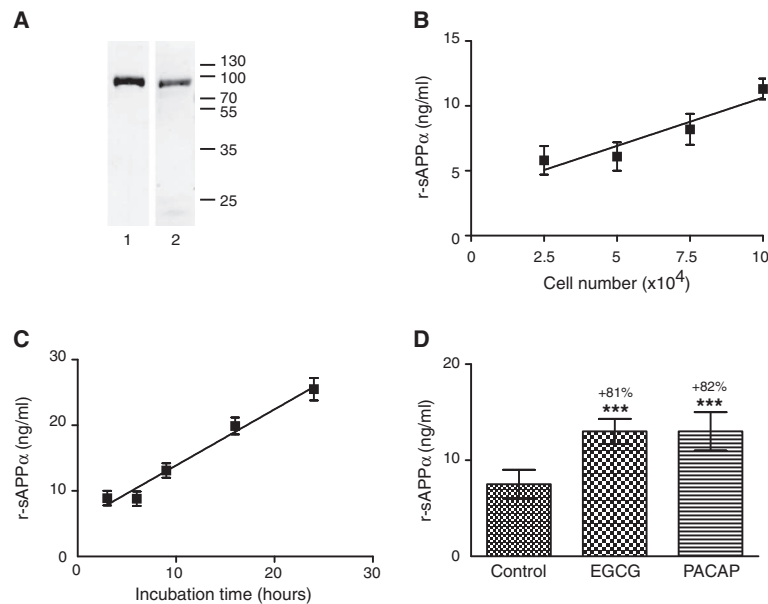 A
130
100
70
55
35
25
1 2
B
r-sAPPα (ng/ml)
15
10
5
0
0 2.5 5 7.5 10
Cell number (x10⁴)
C
r-sAPPα (ng/ml)
30
20
10
0
0 10 20 30
Incubation time (hours)
D
r-sAPPα (ng/ml)
20
10
0
+81%
***
+82%
***
Control EGCG PACAP